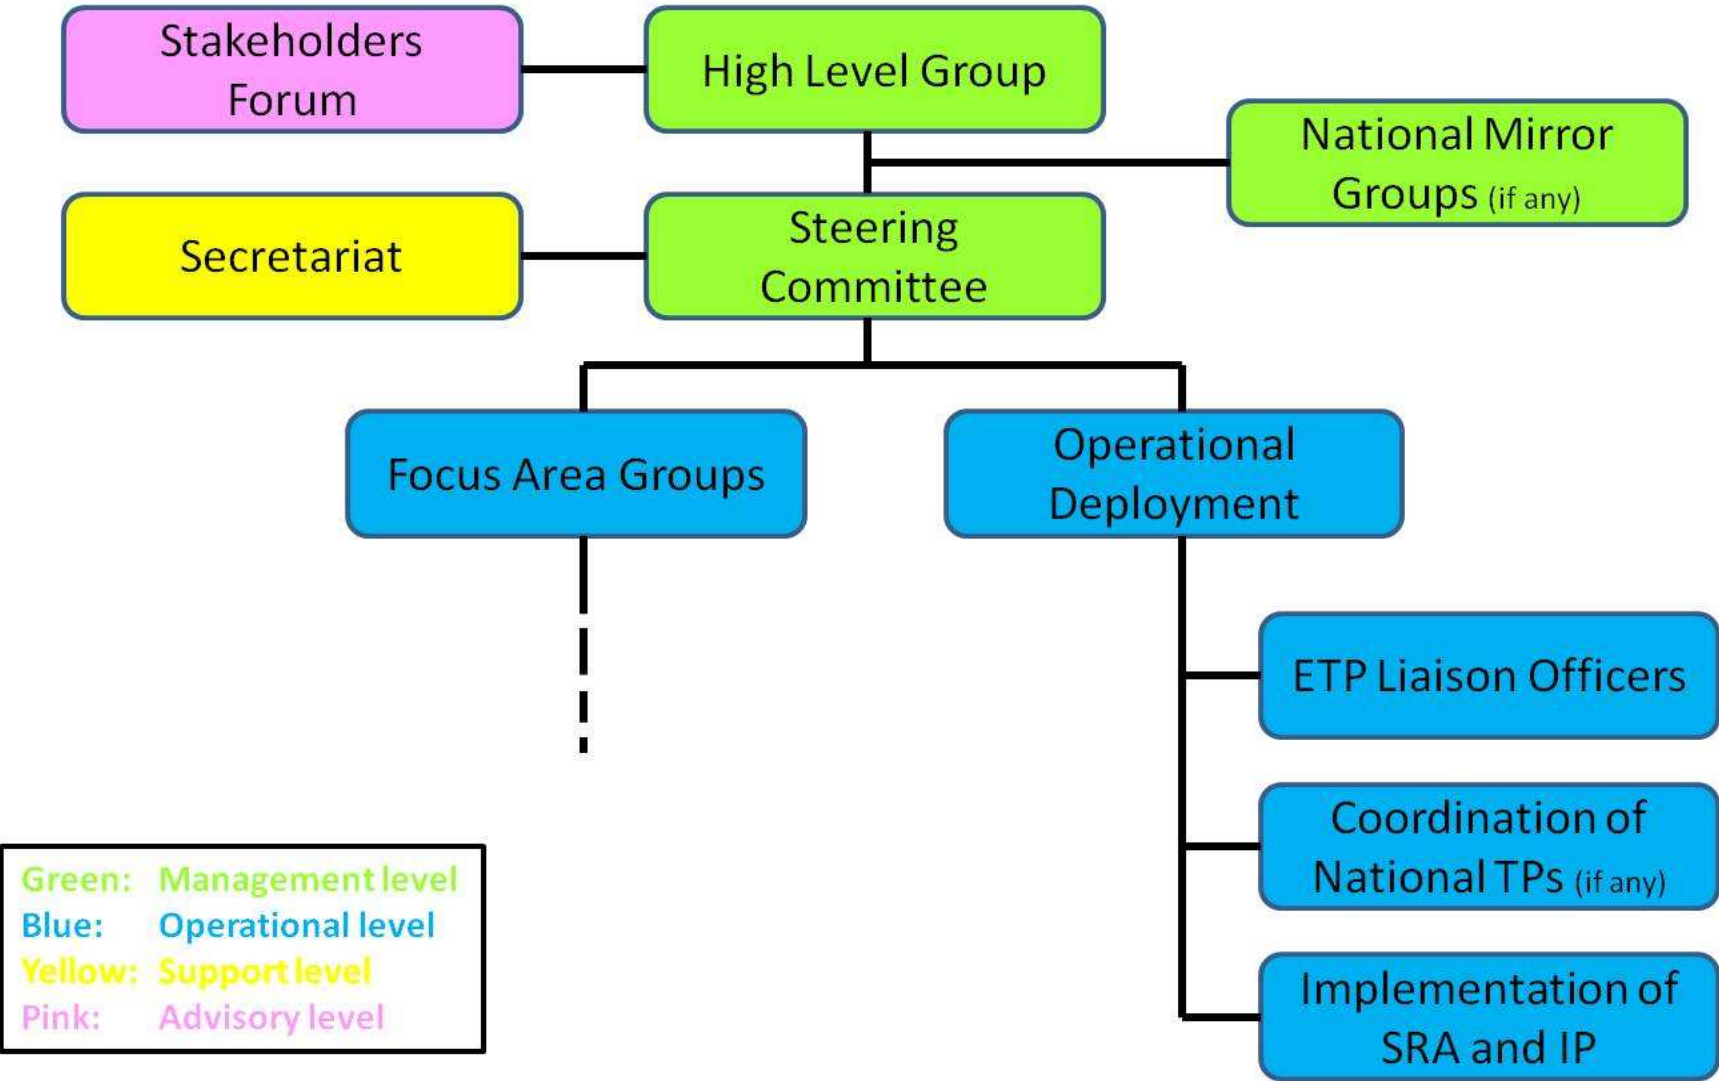 Stakeholders
Forum
High Level Group
National Mirror
Groups (if any)
Secretariat
Steering
Committee
Focus Area Groups
Operational
Deployment
ETP Liaison Officers
Coordination of
National TPs (if any)
Implementation of
SRA and IP
Green: Management level
Blue: Operational level
Yellow: Support level
Pink: Advisory level